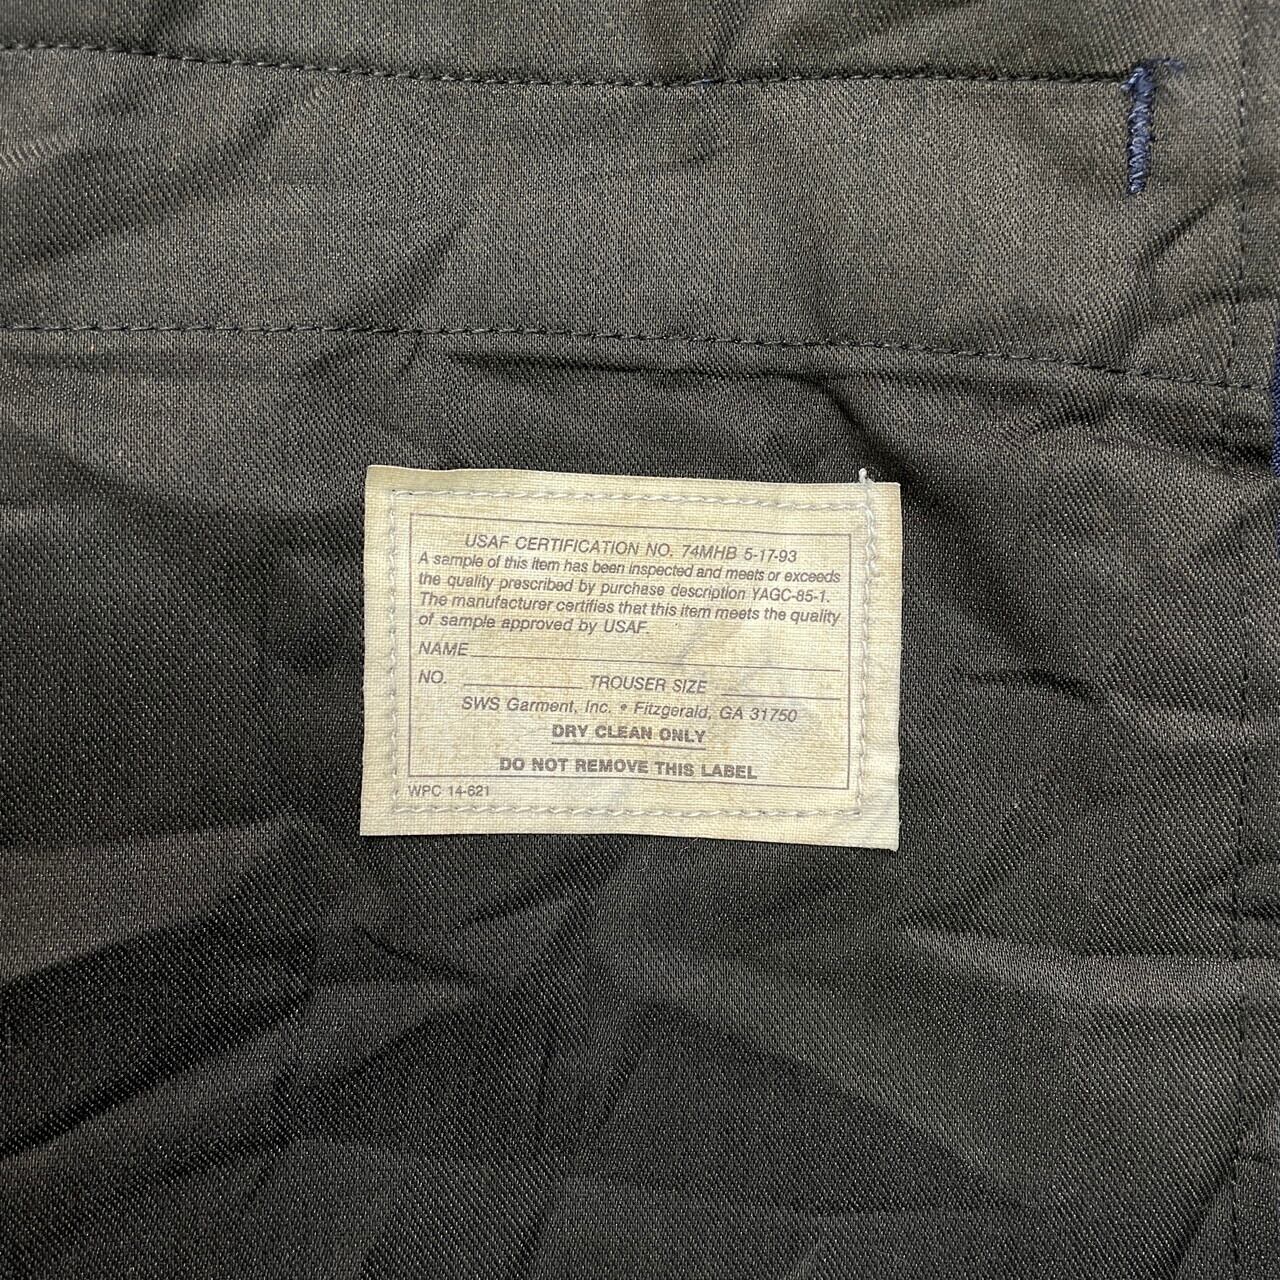 USAF CERTIFICATION NO. 74MHB 5-17-93
A sample of this item has been inspected and meets or exceeds
the quality prescribed by purchase description YAGC-85-1.
The manufacturer certifies that this item meets the quality
of sample approved by USAF.
NAME
NO. TROUSER SIZE
SWS Garment, Inc. • Fitzgerald, GA 31750
DRY CLEAN ONLY
DO NOT REMOVE THIS LABEL
WPC 14-621